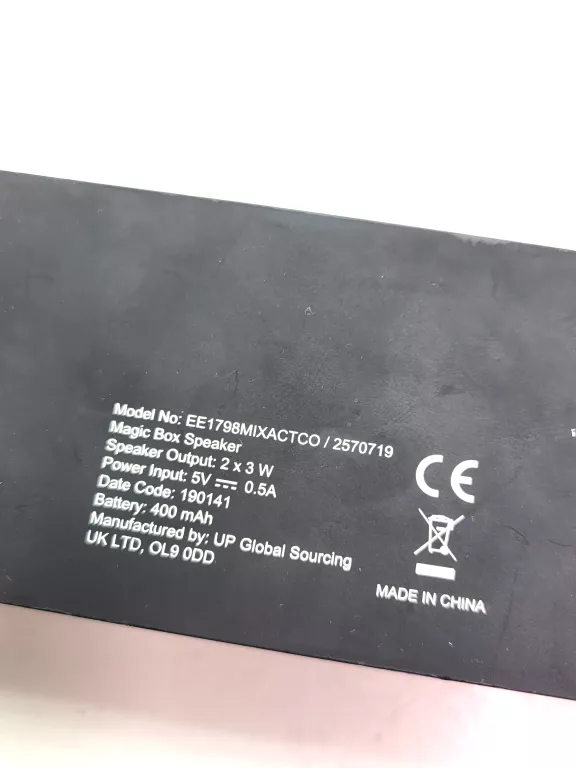 Model No: EE1798MIXACTCO / 2570719
Magic Box Speaker
Speaker Output: 2 x 3 W
Power Input: 5V ⎓ 0.5A
Date Code: 190141
Battery: 400 mAh
Manufactured by: UP Global Sourcing
UK LTD, OL9 0DD
CE
MADE IN CHINA